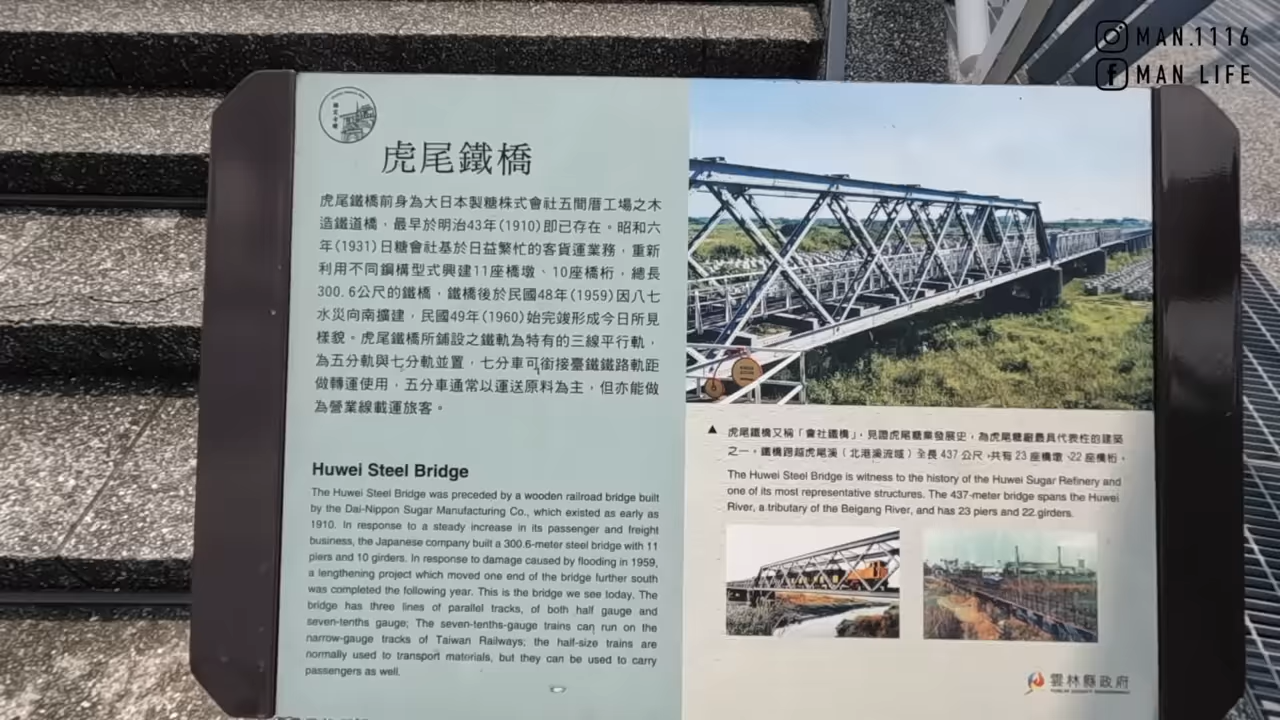 MAN.1116
MAN LIFE
虎尾鐵橋
虎尾鐵橋前身為大日本製糖株式會社五間厝工場之木
造鐵道橋，最早於明治43年(1910)即已存在。昭和六
年(1931)日糖會社基於日益繁忙的客貨運業務，重新
利用不同鋼構型式興建11座橋墩、10座橋桁，總長
300.6公尺的鐵橋，鐵橋後於民國48年(1959)因八七
水災向南擴建，民國49年(1960)始完竣形成今日所見
樣貌。虎尾鐵橋所鋪設之鐵軌為特有的三線平行軌，
為五分軌與七分軌並置，七分車可銜接臺鐵鐵路軌距
做轉運使用，五分車通常以運送原料為主，但亦能做
為營業線載運旅客。
Huwei Steel Bridge
The Huwei Steel Bridge was preceded by a wooden railroad bridge built
by the Dai-Nippon Sugar Manufacturing Co., which existed as early as
1910. In response to a steady increase in its passenger and freight
business, the Japanese company built a 300.6-meter steel bridge with 11
piers and 10 girders. In response to damage caused by flooding in 1959,
a lengthening project which moved one end of the bridge further south
was completed the following year. This is the bridge we see today. The
bridge has three lines of parallel tracks, of both half gauge and
seven-tenths gauge; The seven-tenths-gauge trains can run on the
narrow-gauge tracks of Taiwan Railways; the half-size trains are
normally used to transport materials, but they can be used to carry
passengers as well.
▲ 虎尾鐵橋又稱「會社鐵橋」，見證虎尾糖業發展史，為虎尾糖廠最具代表性的建築
之一，鐵橋跨越虎尾溪（北港溪流域）全長 437 公尺，共有 23 座橋墩、22 座橋桁。
The Huwei Steel Bridge is witness to the history of the Huwei Sugar Refinery and
one of its most representative structures. The 437-meter bridge spans the Huwei
River, a tributary of the Beigang River, and has 23 piers and 22 girders.
雲林縣政府
YUNLIN COUNTY GOVERNMENT